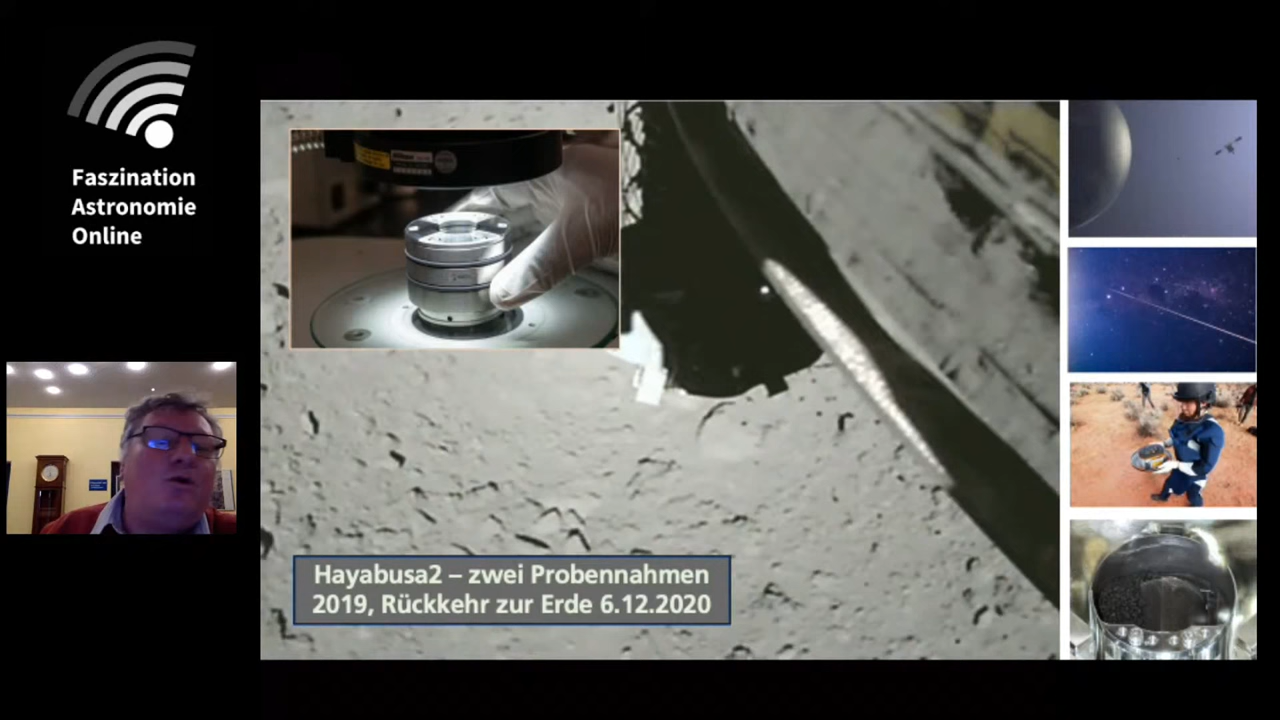 Faszination
Astronomie
Online
Hayabusa2 – zwei Probennahmen
2019, Rückkehr zur Erde 6.12.2020